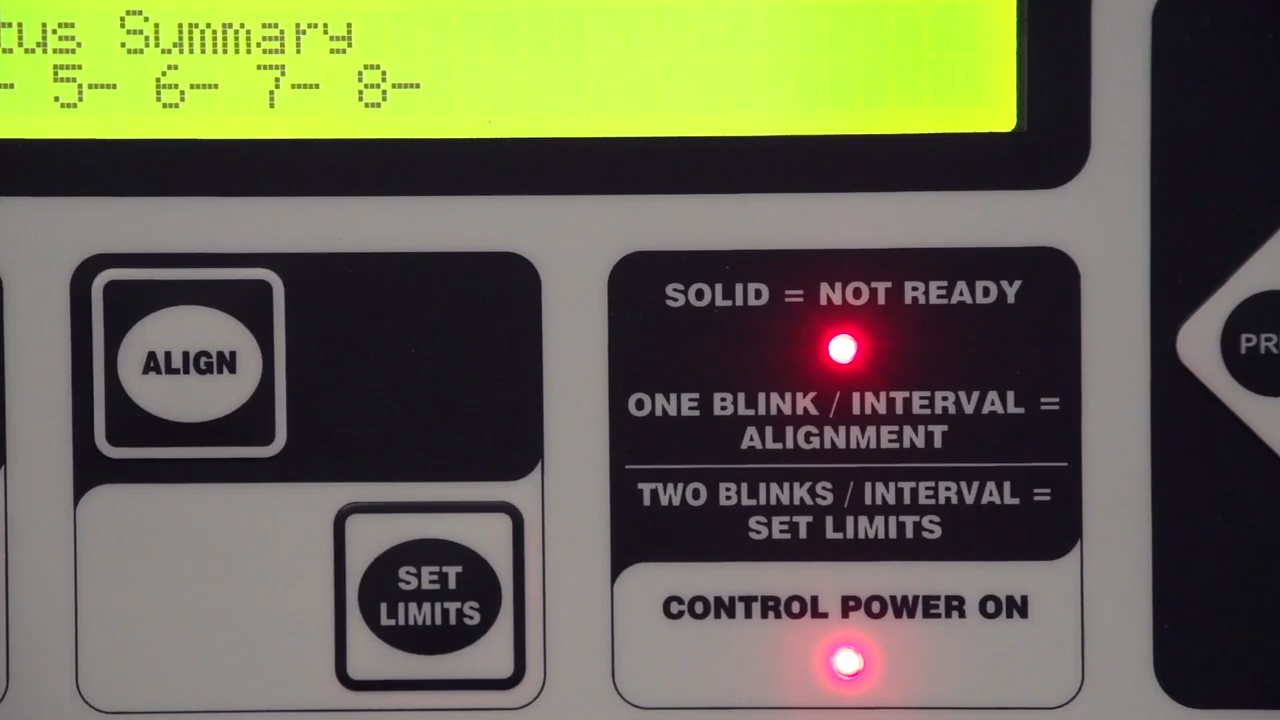 tus Summary
- 5- 6- 7- 8-
ALIGN
SET
LIMITS
SOLID = NOT READY
ONE BLINK / INTERVAL =
ALIGNMENT
TWO BLINKS / INTERVAL =
SET LIMITS
CONTROL POWER ON
PR